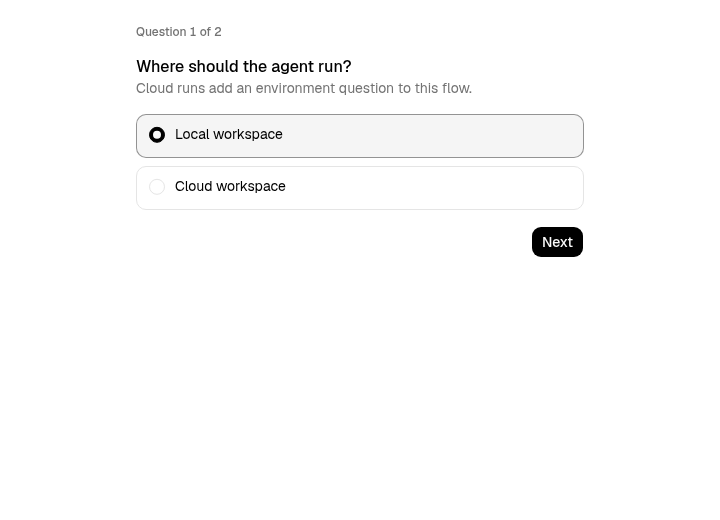 Question 1 of 2
Where should the agent run?
Cloud runs add an environment question to this flow.
Local workspace
Cloud workspace
Next